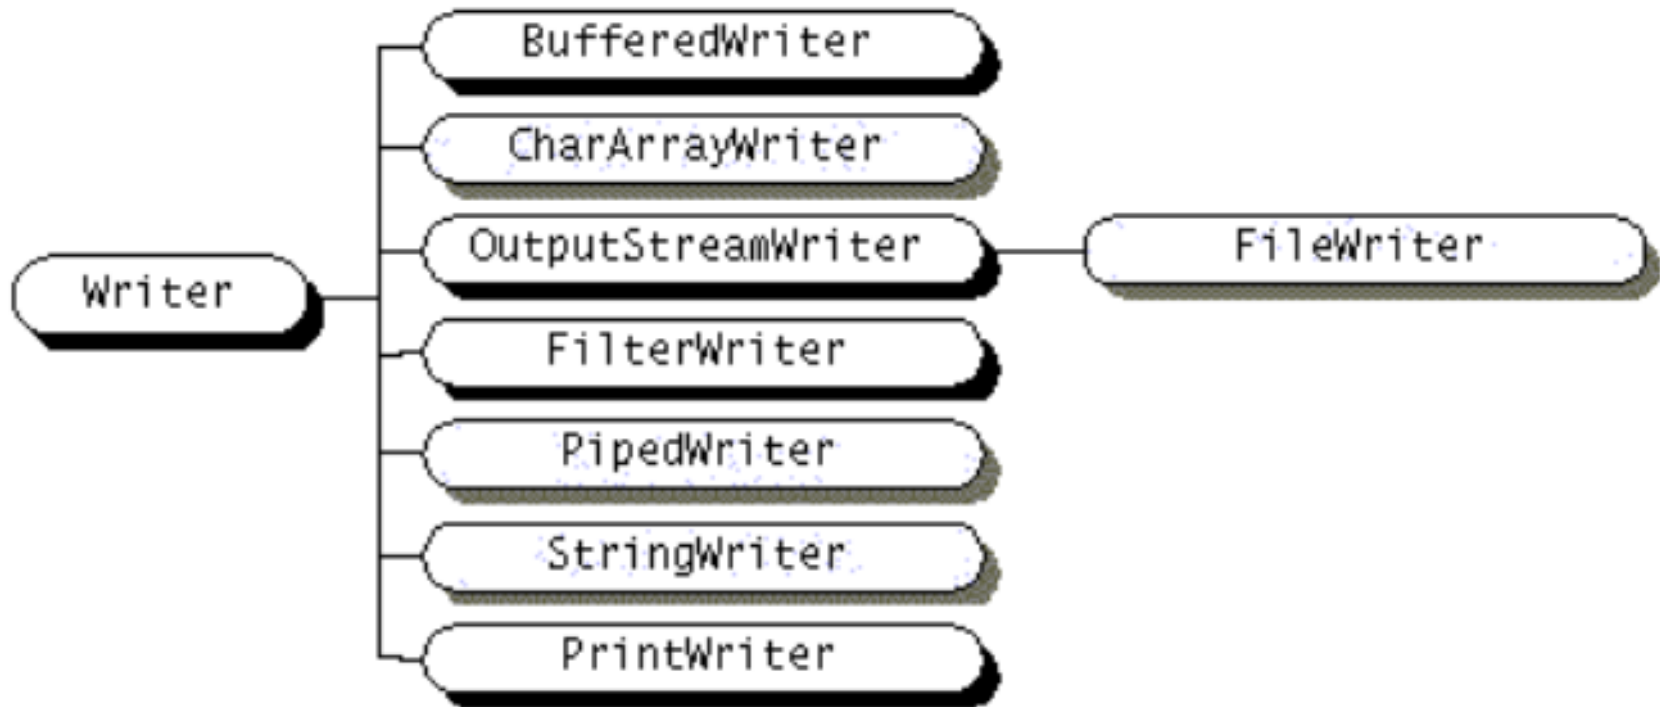 BufferedWriter
CharArrayWriter
OutputStreamWriter
FileWriter
Writer
FilterWriter
PipedWriter
StringWriter
PrintWriter